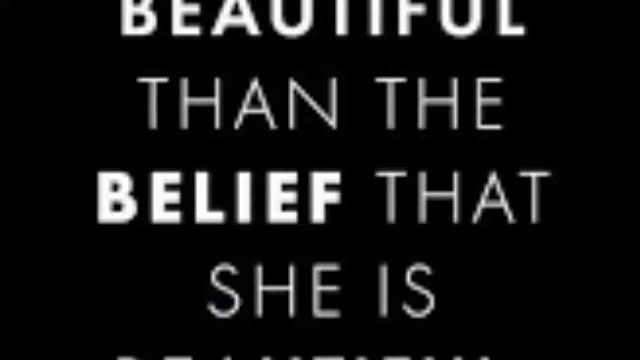 BEAUTIFUL
THAN THE
BELIEF THAT
SHE IS